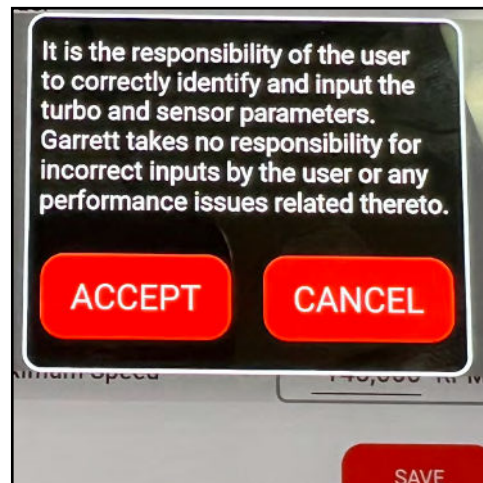 It is the responsibility of the user
to correctly identify and input the
turbo and sensor parameters.
Garrett takes no responsibility for
incorrect inputs by the user or any
performance issues related thereto.
ACCEPT CANCEL
Speed
SAVE